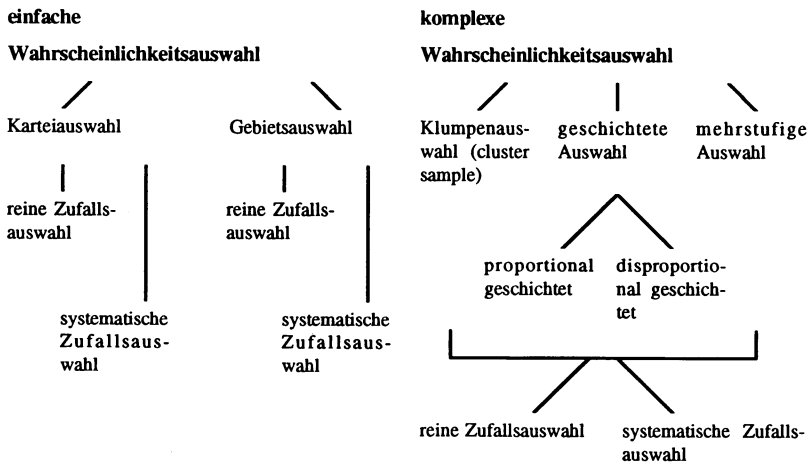 einfache
Wahrscheinlichkeitsauswahl
Karteiauswahl
Gebietsauswahl
reine Zufalls-
auswahl
reine Zufalls-
auswahl
systematische
Zufallsaus-
wahl
systematische
Zufallsaus-
wahl
komplexe
Wahrscheinlichkeitsauswahl
Klumpenaus-
wahl (cluster
sample)
geschichtete
Auswahl
mehrstufige
Auswahl
proportional
geschichtet
disproportio-
nal geschich-
tet
reine Zufallsauswahl
systematische Zufalls-
auswahl